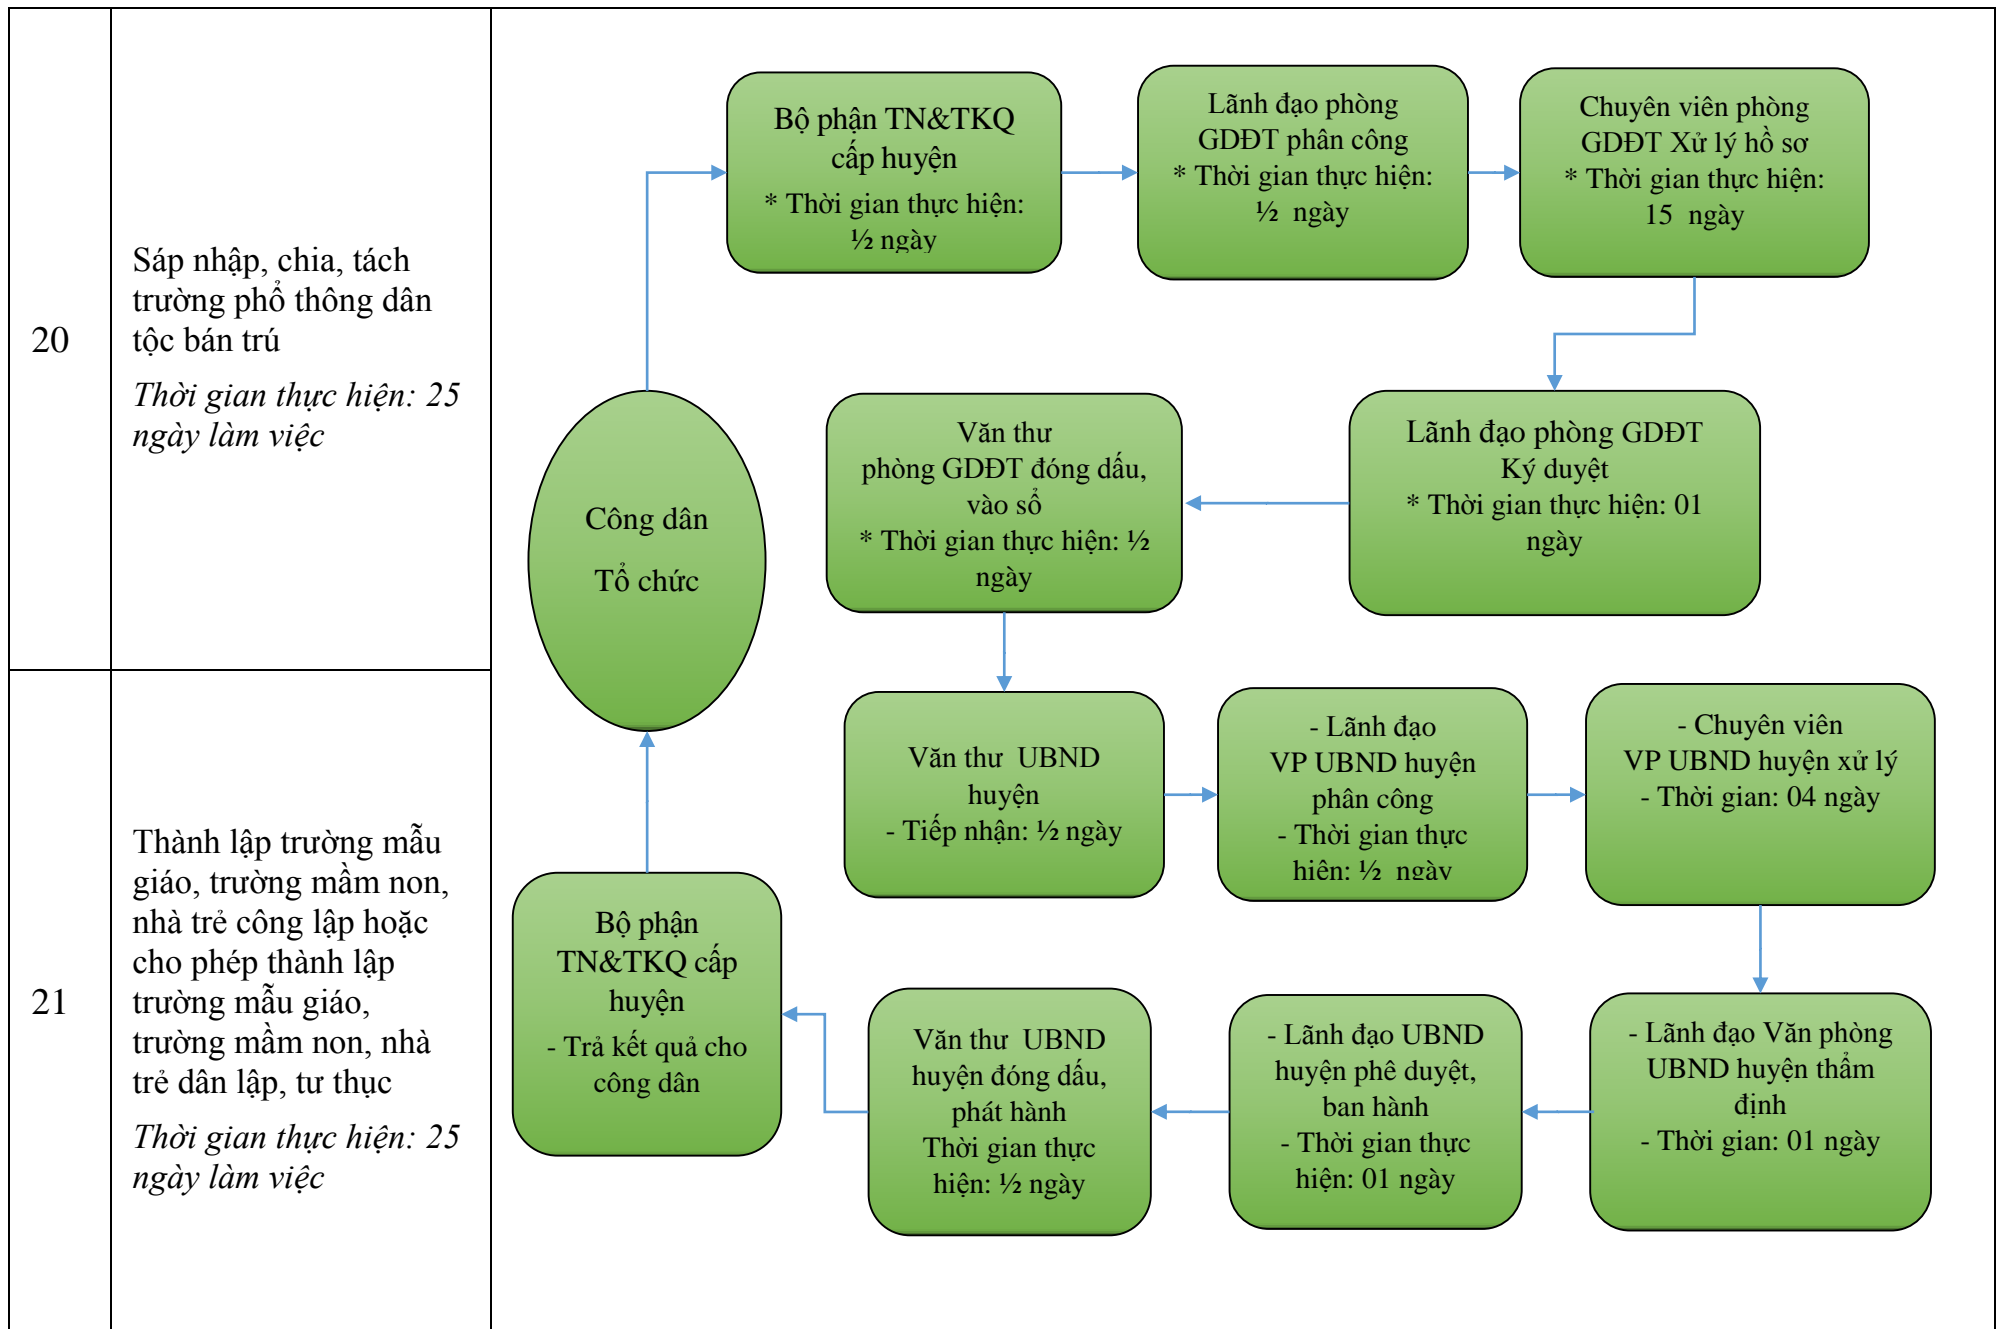 20
Sáp nhập, chia, tách
trường phổ thông dân
tộc bán trú
Thời gian thực hiện: 25
ngày làm việc
21
Thành lập trường mẫu
giáo, trường mầm non,
nhà trẻ công lập hoặc
cho phép thành lập
trường mẫu giáo,
trường mầm non, nhà
trẻ dân lập, tư thục
Thời gian thực hiện: 25
ngày làm việc
Công dân
Tổ chức
Bộ phận TN&TKQ
cấp huyện
* Thời gian thực hiện:
½ ngày
Lãnh đạo phòng
GDĐT phân công
* Thời gian thực hiện:
½ ngày
Chuyên viên phòng
GDĐT Xử lý hồ sơ
* Thời gian thực hiện:
15 ngày
Lãnh đạo phòng GDĐT
Ký duyệt
* Thời gian thực hiện: 01
ngày
Văn thư
phòng GDĐT đóng dấu,
vào sổ
* Thời gian thực hiện: ½
ngày
Văn thư UBND
huyện
- Tiếp nhận: ½ ngày
- Lãnh đạo
VP UBND huyện
phân công
- Thời gian thực
hiện: ½ ngày
- Chuyên viên
VP UBND huyện xử lý
- Thời gian: 04 ngày
- Lãnh đạo Văn phòng
UBND huyện thẩm
định
- Thời gian: 01 ngày
- Lãnh đạo UBND
huyện phê duyệt,
ban hành
- Thời gian thực
hiện: 01 ngày
Văn thư UBND
huyện đóng dấu,
phát hành
Thời gian thực
hiện: ½ ngày
Bộ phận
TN&TKQ cấp
huyện
- Trả kết quả cho
công dân